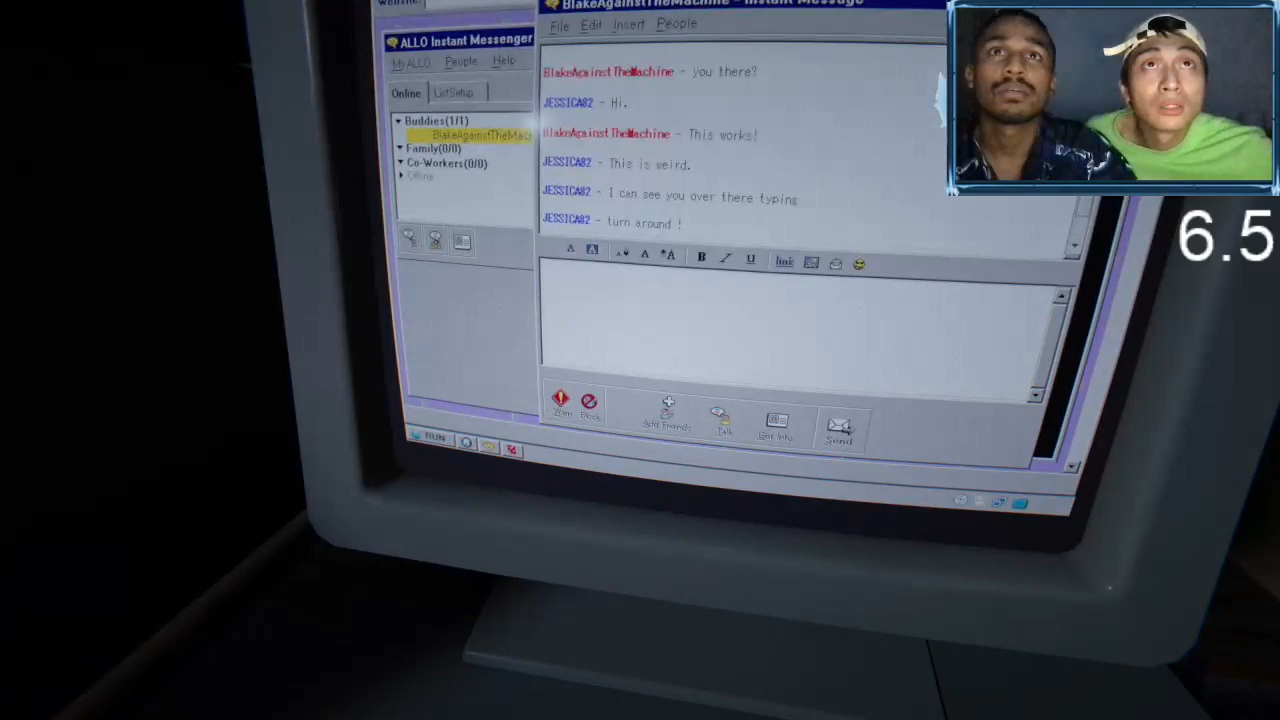 Website:
BlakeAgainstTheMachine - Instant Message
File Edit Insert People
ALLO Instant Messenger
My ALLO People Help
Online List Setup
Buddies(1/1)
BlakeAgainstTheMac
Family(0/0)
Co-Workers(0/0)
Offline
BlakeAgainstTheMachine - you there?
JESSICA82 - Hi.
BlakeAgainstTheMachine - This works!
JESSICA82 - This is weird.
JESSICA82 - I can see you over there typing
JESSICA82 - turn around !
A A A A A B I U link
Warn Block Add Friends Talk Get Info Send
RUN
6.5